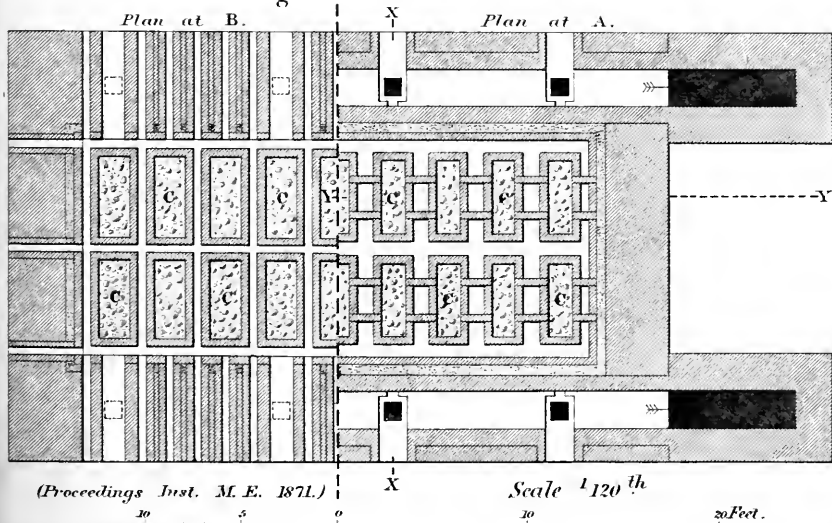 Plan at B. X Plan at A.
C C Y C C Y
C C C C
X
(Proceedings Inst. M. E. 1871.) Scale 1/120 th
10 5 0 10 20 Feet.